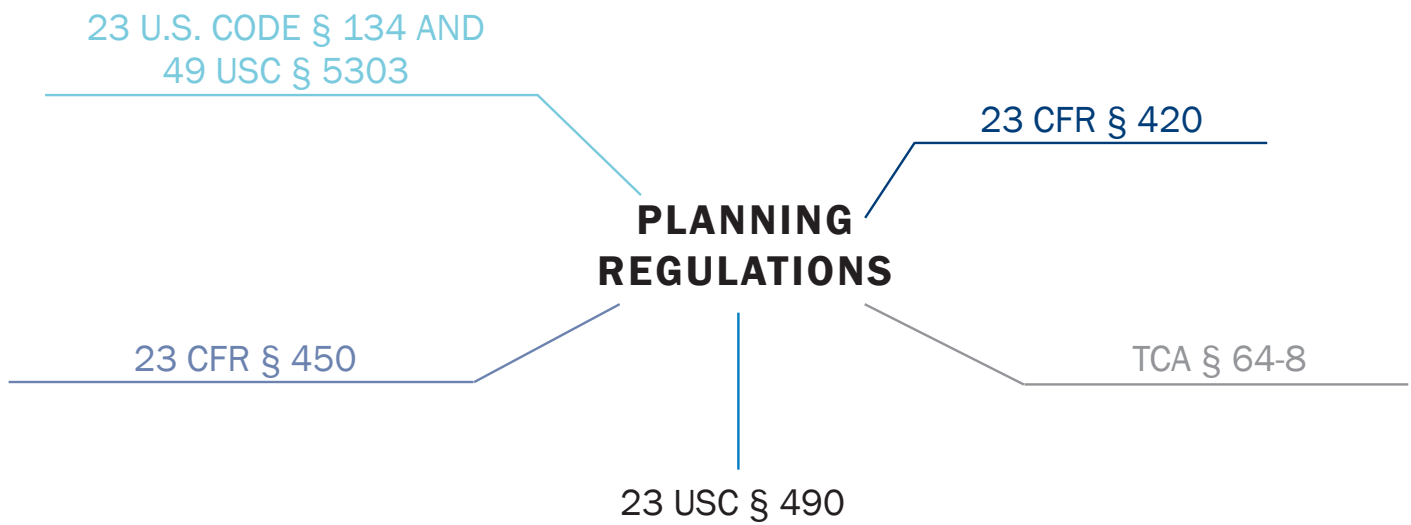 23 U.S. CODE § 134 AND
49 USC § 5303
23 CFR § 420
PLANNING
REGULATIONS
23 CFR § 450
TCA § 64-8
23 USC § 490